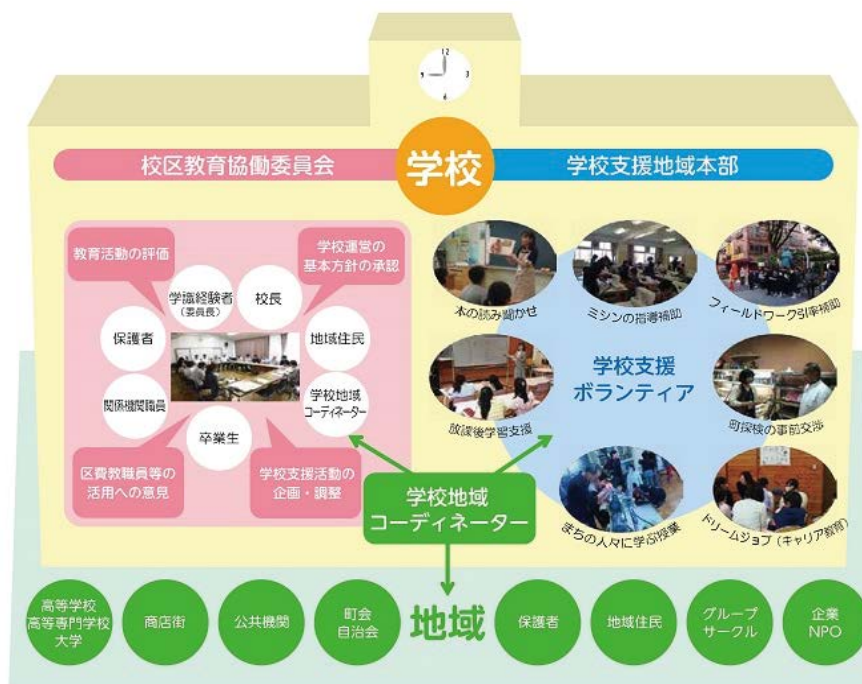 12
3
9
学校
校区教育協働委員会
学校支援地域本部
教育活動の評価
学校運営の
基本方針の承認
学識経験者
(委員長)
校長
保護者
地域住民
関係機関職員
学校地域
コーディネーター
卒業生
区費教職員等の
活用への意見
学校支援活動の
企画・調整
本の読み聞かせ
ミシンの指導補助
フィールドワーク引率補助
学校支援
ボランティア
放課後学習支援
町探検の事前交渉
まちの人々に学ぶ授業
ドリームジョブ(キャリア教育)
学校地域
コーディネーター
高等学校
高等専門学校
大学
商店街
公共機関
町会
自治会
地域
保護者
地域住民
グループ
サークル
企業
NPO